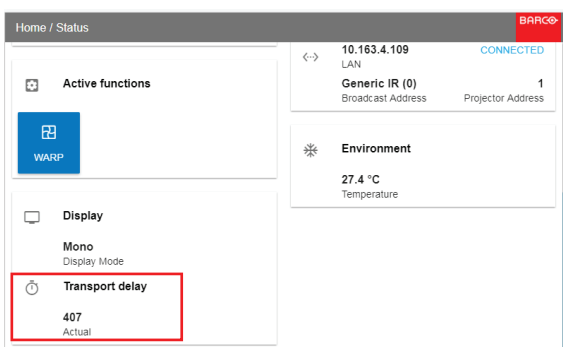 Home / Status
BARCO
Active functions
WARP
Display
Mono
Display Mode
Transport delay
407
Actual
10.163.4.109 CONNECTED
LAN
Generic IR (0) 1
Broadcast Address Projector Address
Environment
27.4 °C
Temperature